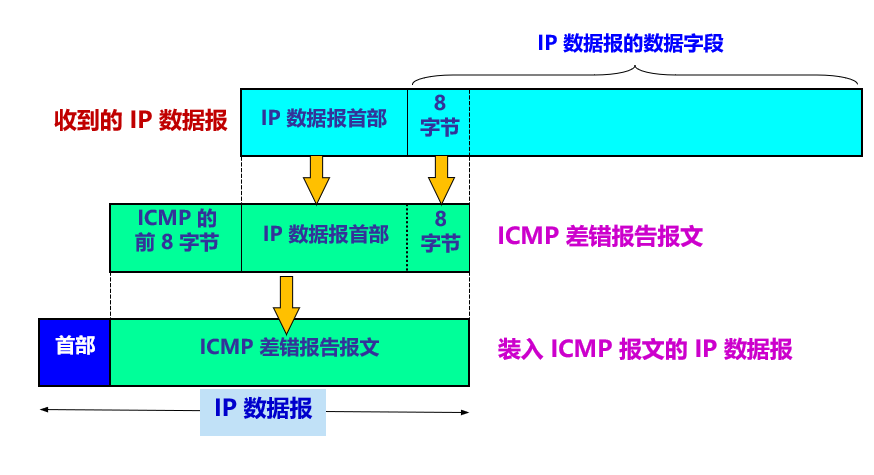 IP 数据报的数据字段
收到的 IP 数据报
IP 数据报首部
8
字节
ICMP 的
前 8 字节
IP 数据报首部
8
字节
ICMP 差错报告报文
首部
ICMP 差错报告报文
装入 ICMP 报文的 IP 数据报
IP 数据报